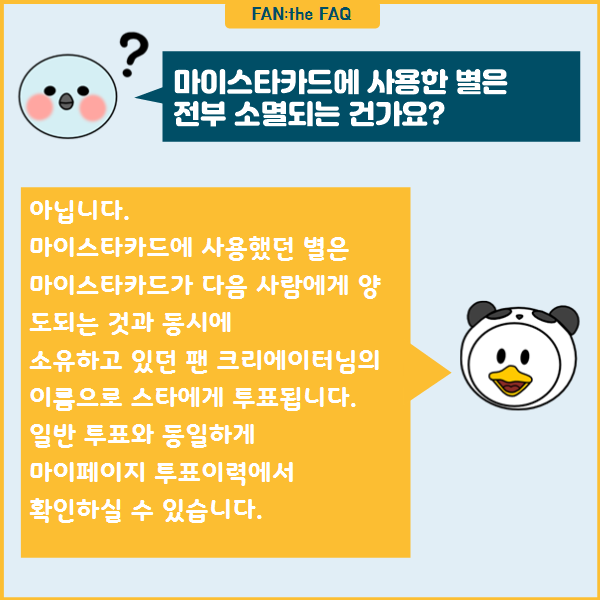 FAN:the FAQ
?
마이스타카드에 사용한 별은
전부 소멸되는 건가요?
아닙니다.
마이스타카드에 사용했던 별은
마이스타카드가 다음 사람에게 양
도되는 것과 동시에
소유하고 있던 팬 크리에이터님의
이름으로 스타에게 투표됩니다.
일반 투표와 동일하게
마이페이지 투표이력에서
확인하실 수 있습니다.